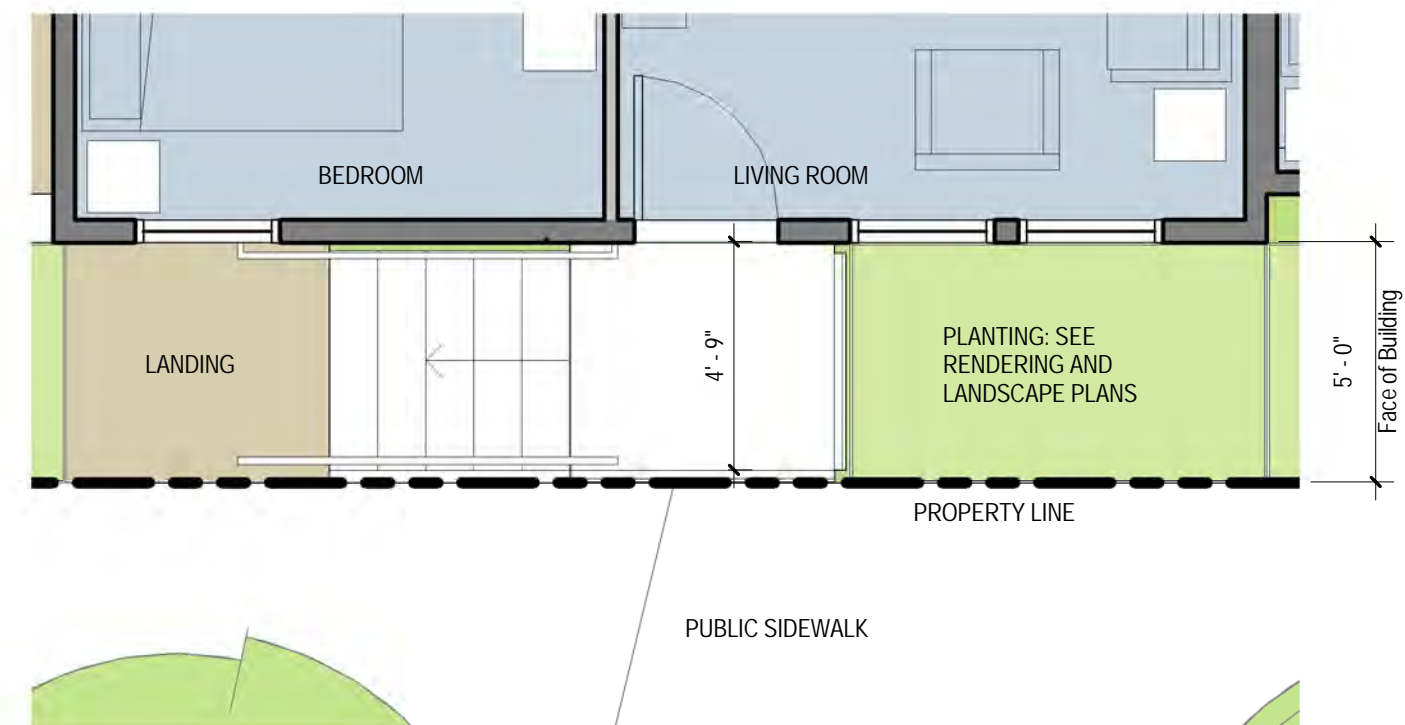 BEDROOM
LIVING ROOM
LANDING
4' - 9"
PLANTING: SEE
RENDERING AND
LANDSCAPE PLANS
5' - 0"
Face of Building
PROPERTY LINE
PUBLIC SIDEWALK